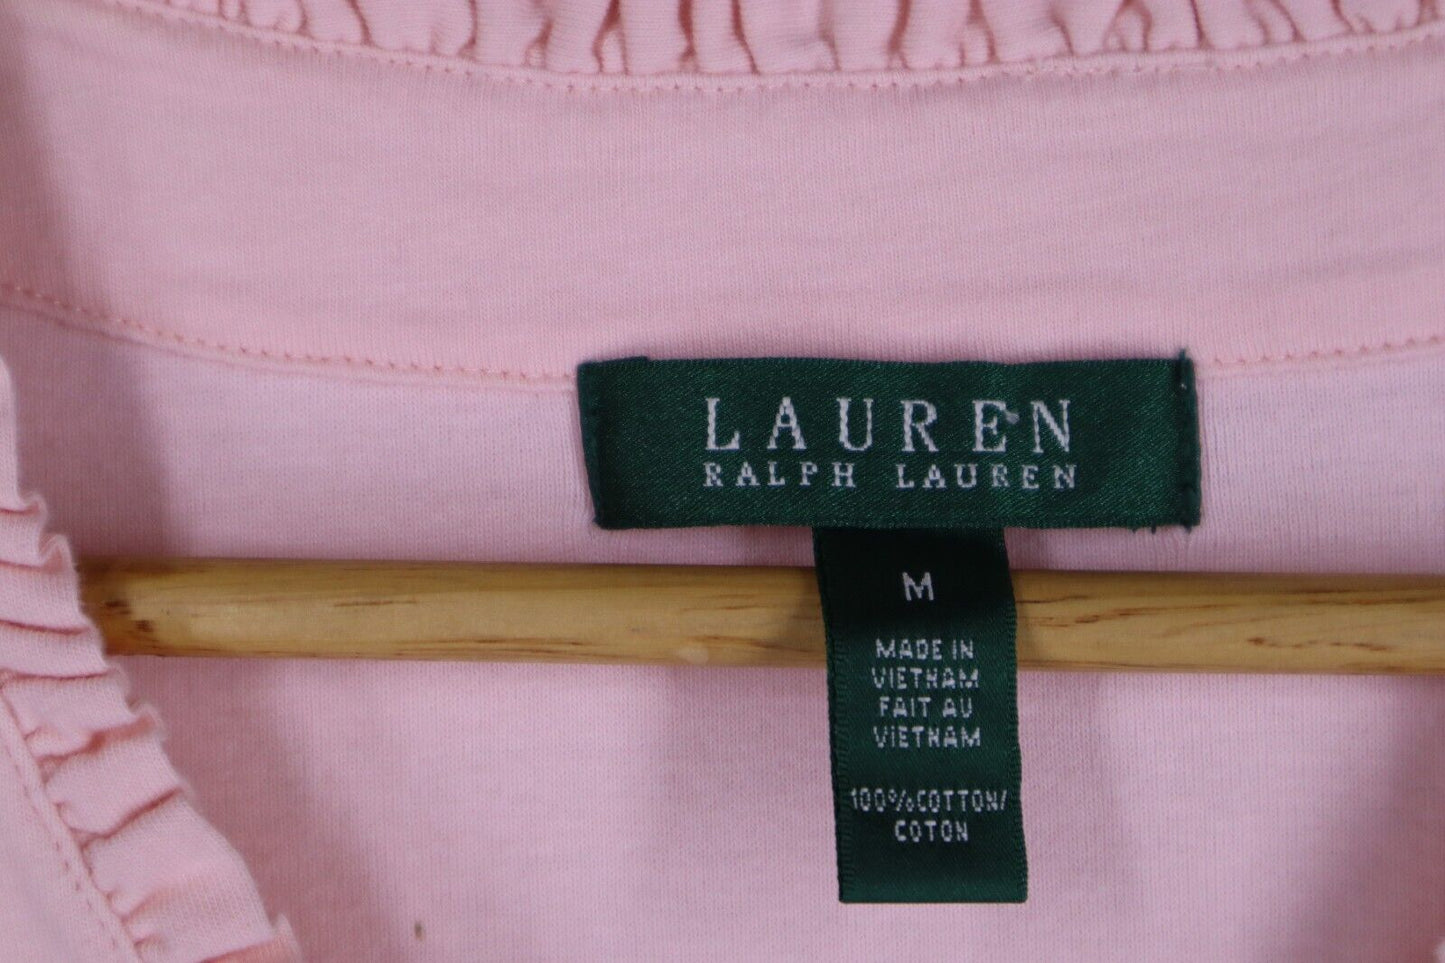 LAUREN
RALPH LAUREN
M
MADE IN
VIETNAM
FAIT AU
VIETNAM
100%COTTON/
COTON